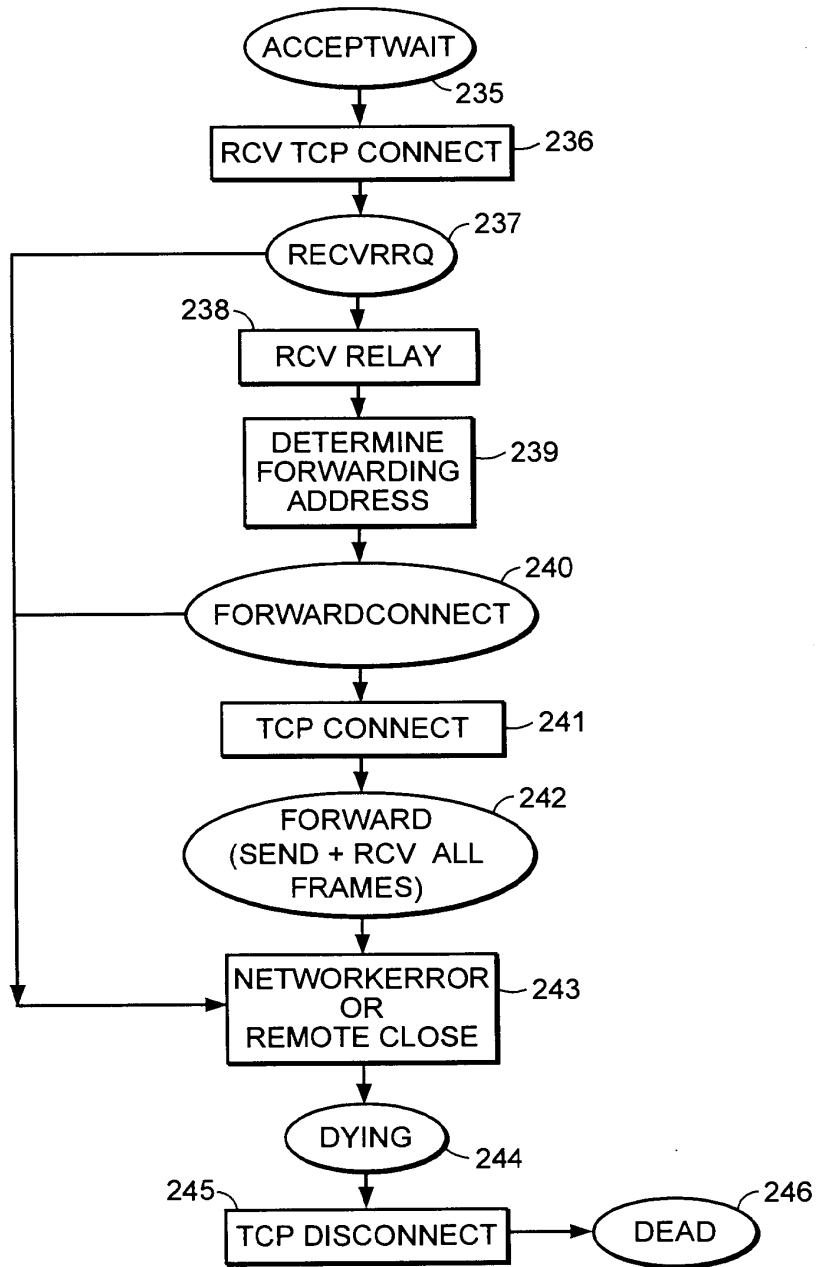 ACCEPTWAIT
235
RCV TCP CONNECT
236
237
RECVRRQ
238
RCV RELAY
DETERMINE
FORWARDING
ADDRESS
239
240
FORWARDCONNECT
TCP CONNECT
241
242
FORWARD
(SEND + RCV ALL
FRAMES)
NETWORKERROR
OR
REMOTE CLOSE
243
DYING
244
245
TCP DISCONNECT
246
DEAD